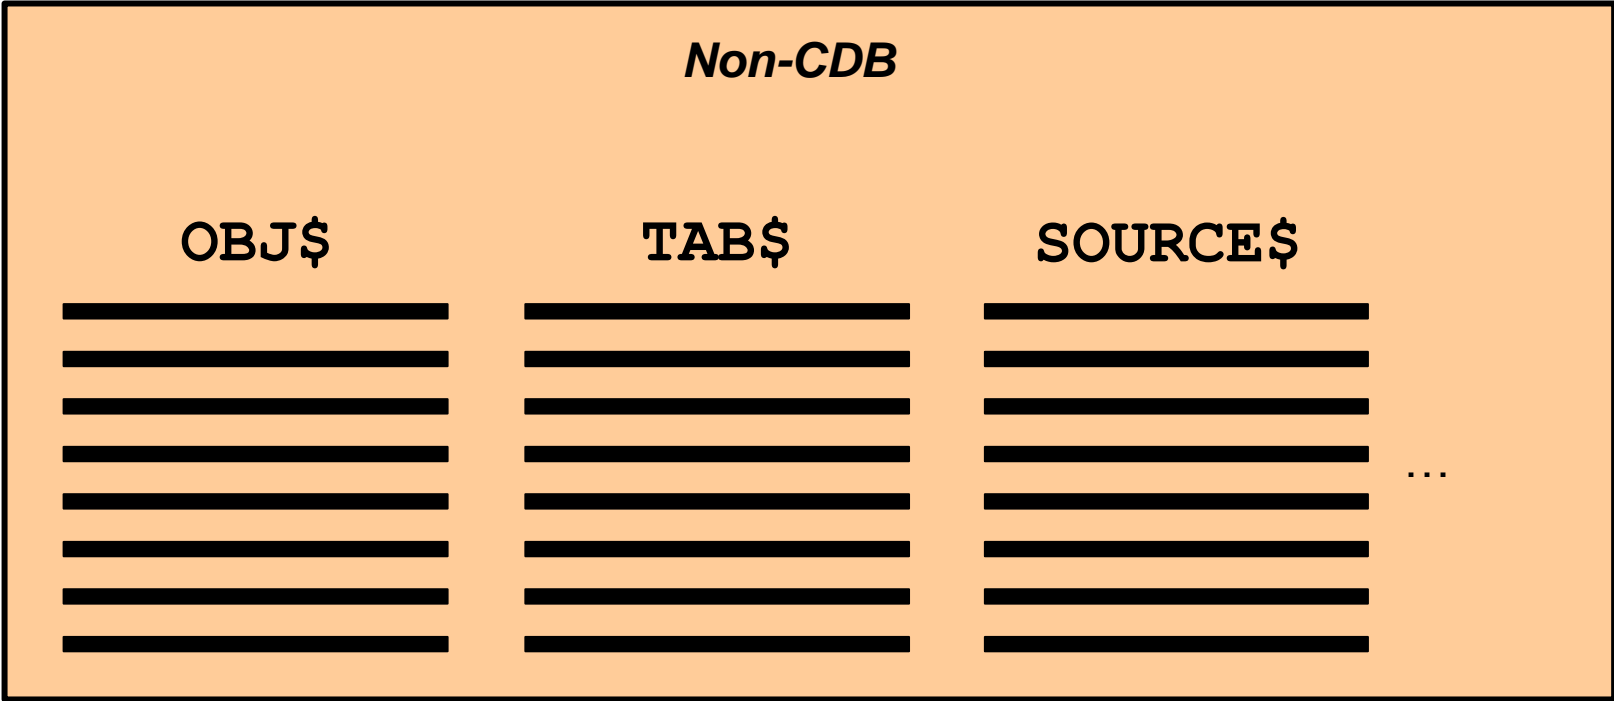 Non-CDB
OBJ$ TAB$ SOURCE$
...